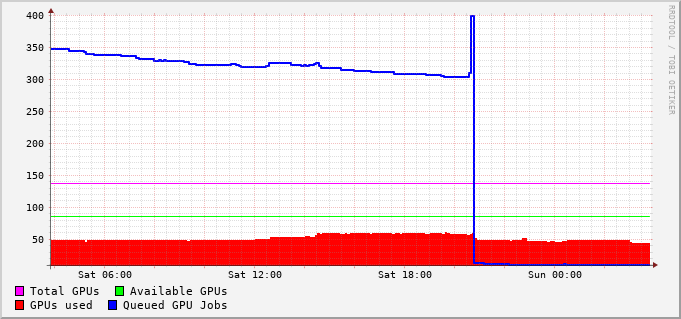 400
350
300
250
200
150
100
50
Sat 06:00 Sat 12:00 Sat 18:00 Sun 00:00
Total GPUs Available GPUs
GPUs used Queued GPU Jobs
RRDTOOL / TOBI OETIKER